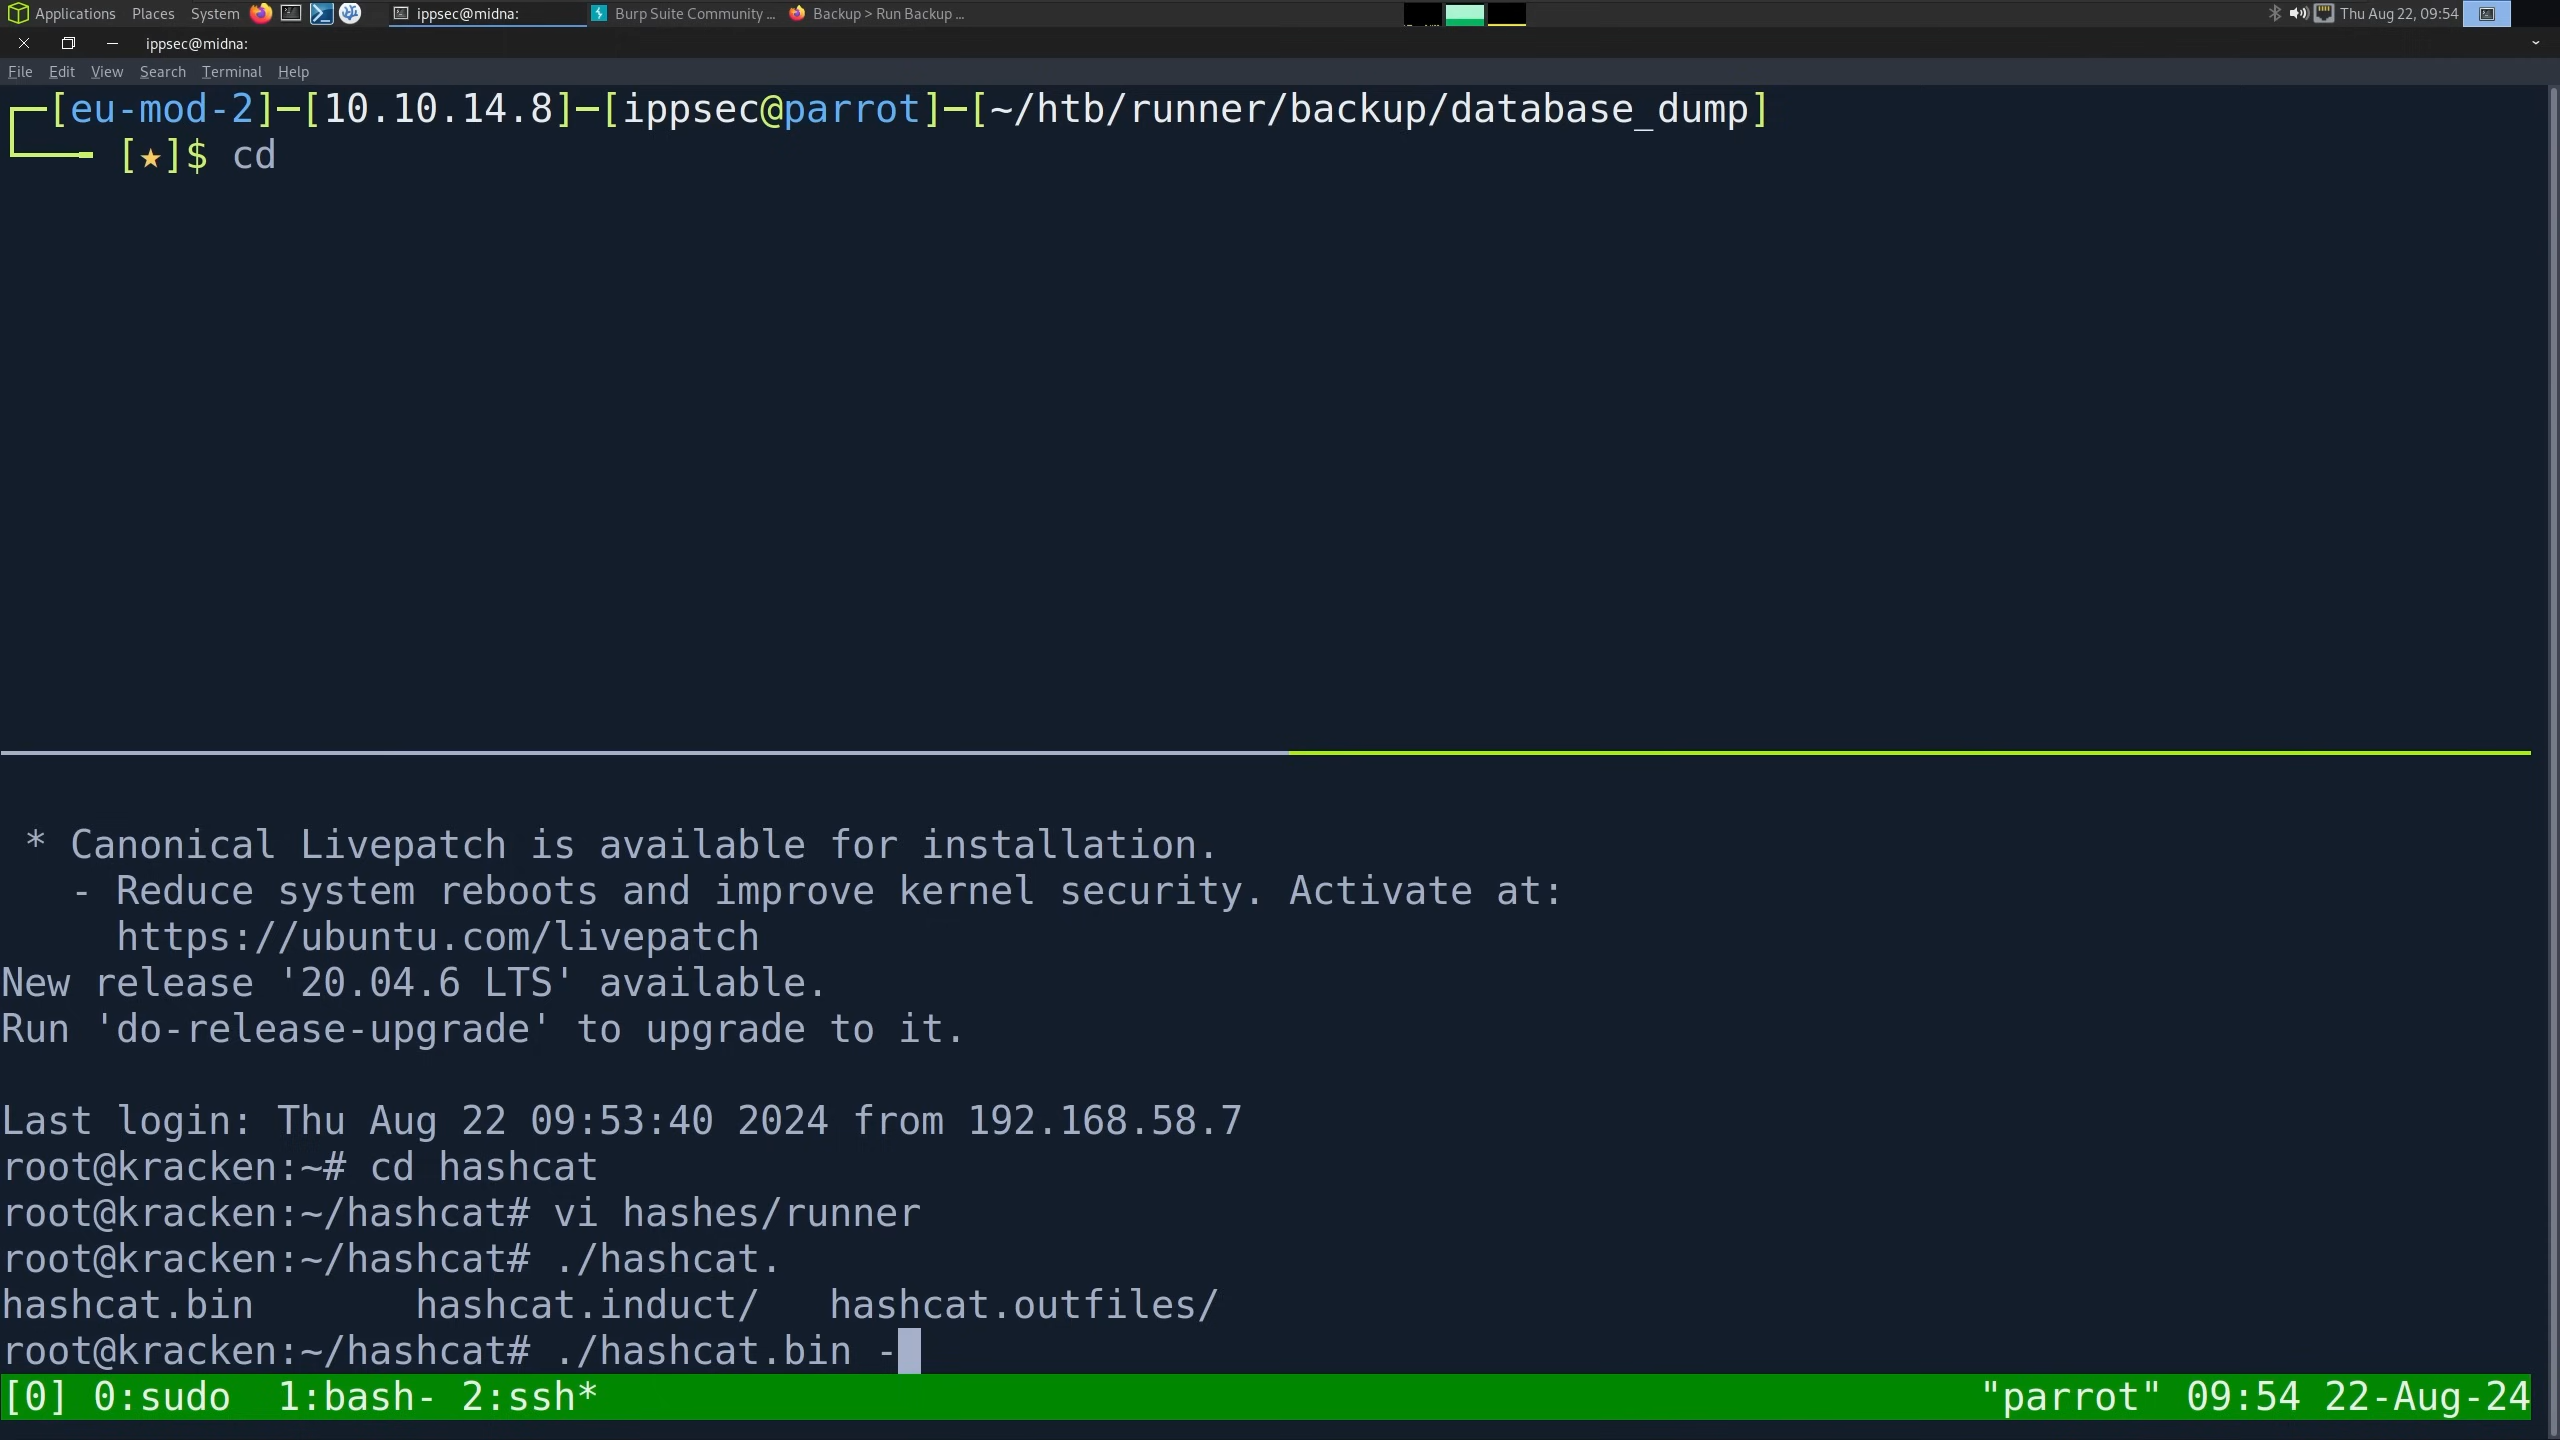 Applications Places System ippsec@midna: Burp Suite Community ... Backup > Run Backup ... Thu Aug 22, 09:54
ippsec@midna:
File Edit View Search Terminal Help
┌─[eu-mod-2]─[10.10.14.8]─[ippsec@parrot]─[~/htb/runner/backup/database_dump]
└──╼ [★]$ cd
 * Canonical Livepatch is available for installation.
   - Reduce system reboots and improve kernel security. Activate at:
     https://ubuntu.com/livepatch
New release '20.04.6 LTS' available.
Run 'do-release-upgrade' to upgrade to it.
Last login: Thu Aug 22 09:53:40 2024 from 192.168.58.7
root@kracken:~# cd hashcat
root@kracken:~/hashcat# vi hashes/runner
root@kracken:~/hashcat# ./hashcat.
hashcat.bin       hashcat.induct/   hashcat.outfiles/
root@kracken:~/hashcat# ./hashcat.bin -
[0] 0:sudo  1:bash- 2:ssh* "parrot" 09:54 22-Aug-24